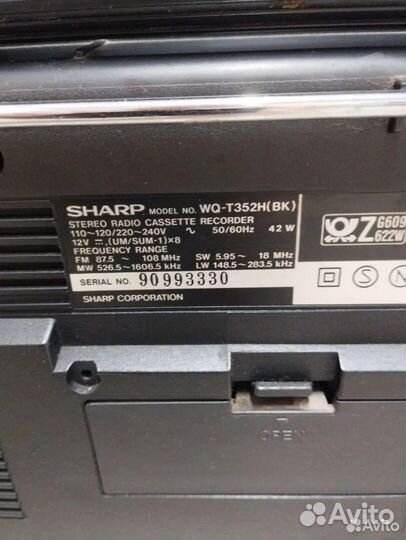 SHARP MODEL NO. WQ-T352H(BK)
STEREO RADIO CASSETTE RECORDER
110~120/220~240V ∿ 50/60Hz 42 W
12V ⎓ (UM/SUM-1)×8
FREQUENCY RANGE
FM 87.5 ~ 108 MHz SW 5.95~ 18 MHz
MW 526.5~1606.5 kHz LW 148.5~283.5 kHz
SERIAL NO. 90993330
SHARP CORPORATION
Z G609
622W
S
OPEN
Avito